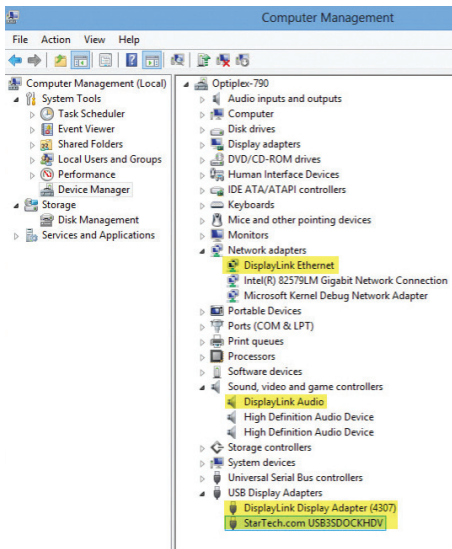 Computer Management
File Action View Help
Computer Management (Local)
System Tools
Task Scheduler
Event Viewer
Shared Folders
Local Users and Groups
Performance
Device Manager
Storage
Disk Management
Services and Applications
Optiplex-790
Audio inputs and outputs
Computer
Disk drives
Display adapters
DVD/CD-ROM drives
Human Interface Devices
IDE ATA/ATAPI controllers
Keyboards
Mice and other pointing devices
Monitors
Network adapters
DisplayLink Ethernet
Intel(R) 82579LM Gigabit Network Connection
Microsoft Kernel Debug Network Adapter
Portable Devices
Ports (COM & LPT)
Print queues
Processors
Software devices
Sound, video and game controllers
DisplayLink Audio
High Definition Audio Device
High Definition Audio Device
Storage controllers
System devices
Universal Serial Bus controllers
USB Display Adapters
DisplayLink Display Adapter (4307)
StarTech.com USB3SDOCKHDV